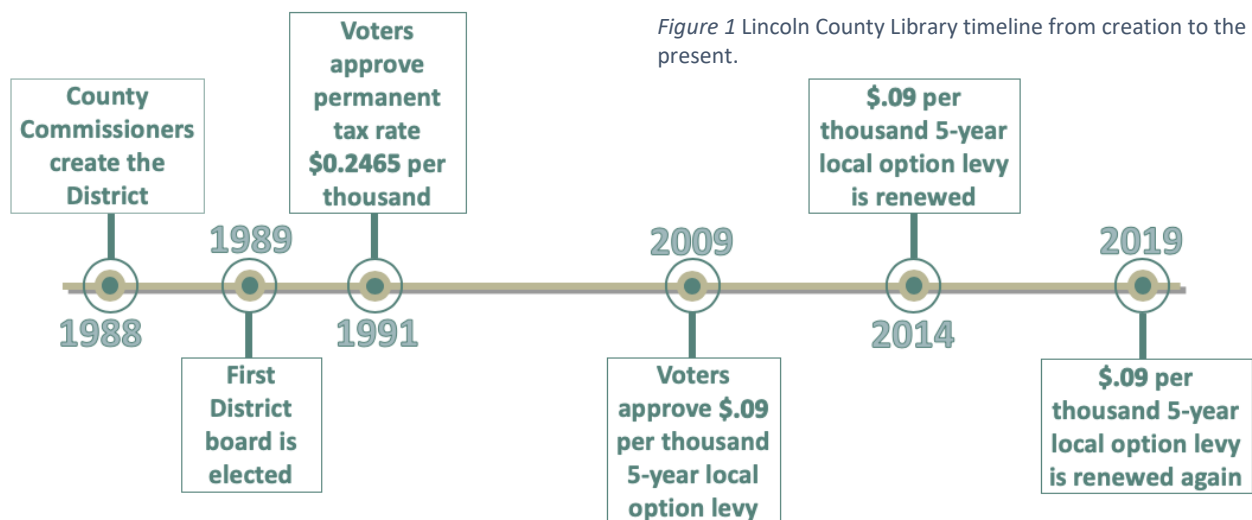 Figure 1 Lincoln County Library timeline from creation to the
present.
County
Commissioners
create the
District
1988
1989
First
District
board is
elected
Voters
approve
permanent
tax rate
$0.2465 per
thousand
1991
2009
Voters
approve $.09
per thousand
5-year local
option levy
$.09 per
thousand 5-year
local option levy
is renewed
2014
2019
$.09 per
thousand 5-year
local option levy
is renewed again